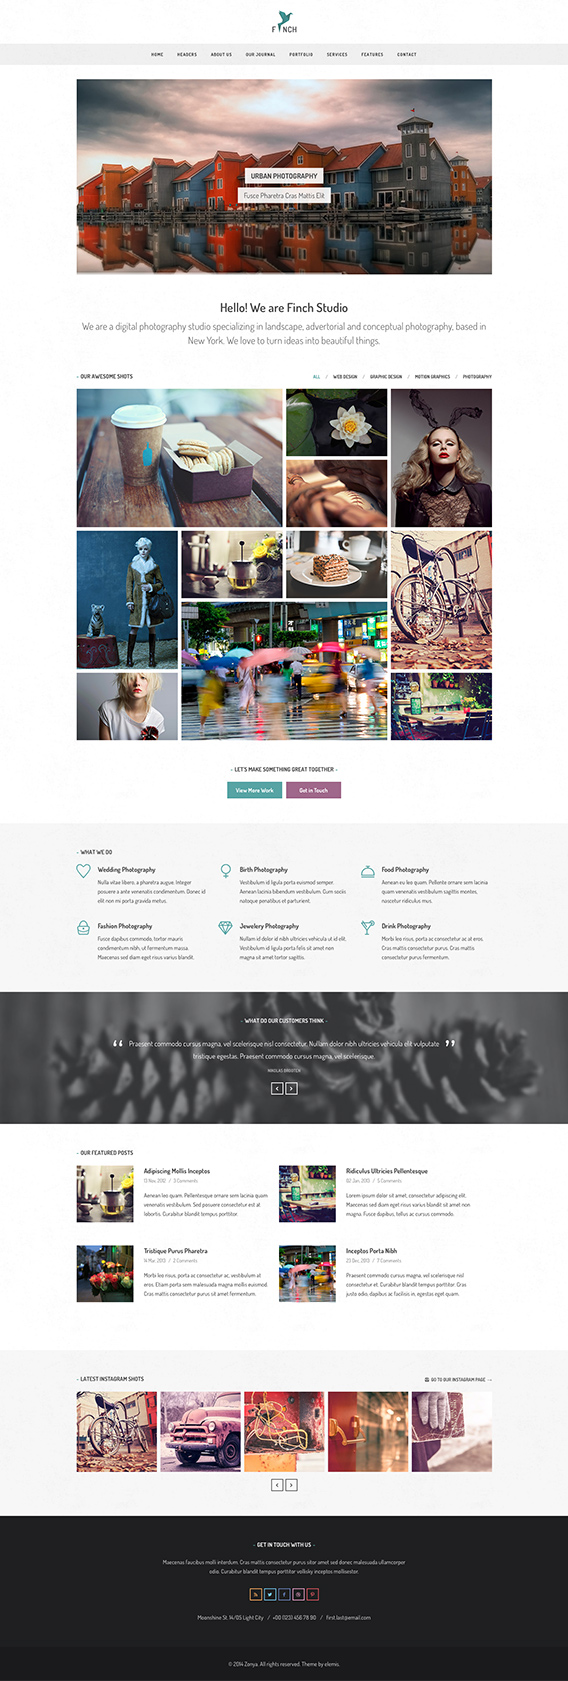 FINCH
HOME HEADERS ABOUT US OUR JOURNAL PORTFOLIO SERVICES FEATURES CONTACT
URBAN PHOTOGRAPHY
Fusce Pharetra Cras Mattis Elit
Hello! We are Finch Studio
We are a digital photography studio specializing in landscape, advertorial and conceptual photography, based in
New York. We love to turn ideas into beautiful things.
- OUR AWESOME SHOTS
ALL / WEB DESIGN / GRAPHIC DESIGN / MOTION GRAPHICS / PHOTOGRAPHY
- LET'S MAKE SOMETHING GREAT TOGETHER -
View More Work
Get in Touch
- WHAT WE DO
Wedding Photography
Nulla vitae libero, a pharetra augue. Integer
posuere a ante venenatis condimentum. Donec id
elit non mi porta gravida metus.
Birth Photography
Vestibulum id ligula porta euismod semper.
Aenean lacinia bibendum vestibulum. Cum sociis
natoque penatibus et parturient.
Food Photography
Aenean eu leo quam. Pellente ornare sem lacinia
quam venenatis vestibulum sagittis montes,
nascetur ridiculus mus.
Fashion Photography
Fusce dapibus commodo, tortor mauris
condimentum nibh, ut fermentum massa.
Maecenas sed diam eget risus varius blandit.
Jewelery Photography
Nullam id dolor id nibh ultricies vehicula ut id elit.
Vestibulum id ligula porta felis sit amet non
magna sit amet tortor sagittis.
Drink Photography
Morbi leo risus, porta ac consectetur ac at eros.
Cras mattis consectetur purus. Cras mattis
consectetur purus fermentum.
- WHAT DO OUR CUSTOMERS THINK -
“ Praesent commodo cursus magna, vel scelerisque nisl consectetur. Nullam dolor nibh ultricies vehicula elit vulputate ”
tristique egestas. Praesent commodo cursus magna, vel scelerisque.
- OUR FEATURED POSTS
Adipiscing Mollis Inceptos
13 Nov, 2012 / 3 Comments
Aenean leo quam. Pellentesque ornare sem lacinia quam
venenatis vestibulum. Sed posuere consectetur est at
lobortis. Curabitur blandit tempus porttitor.
Ridiculus Ultricies Pellentesque
02 Jan, 2013 / 5 Comments
Lorem ipsum dolor sit amet, consectetur adipiscing elit.
Maecenas sed diam eget risus varius blandit sit amet non
magna. Fusce dapibus, tellus ac cursus commodo.
Tristique Purus Pharetra
14 Mar, 2013 / 2 Comments
Morbi leo risus, porta ac consectetur ac, vestibulum at
eros. Etiam porta sem malesuada magna mollis euismod.
Cras mattis consectetur purus sit amet fermentum.
Inceptos Porta Nibh
23 Dec, 2013 / 7 Comments
Praesent commodo cursus magna, vel scelerisque nisl
consectetur et. Curabitur blandit tempus porttitor. Cras
justo odio, dapibus ac facilisis in, egestas eget quam.
- LATEST INSTAGRAM SHOTS
GO TO OUR INSTAGRAM PAGE →
- GET IN TOUCH WITH US -
Maecenas faucibus molli interdum. Cras mattis consectetur purus sitor amet sed donec malesuada ullamcorper
odio. Curabitur blandit tempus porttitor vollisky inceptos mollisester.
Moonshine St. 14/05 Light City / +00 (123) 456 78 90 / first.last@email.com
© 2014 Zonya. All rights reserved. Theme by elemis.